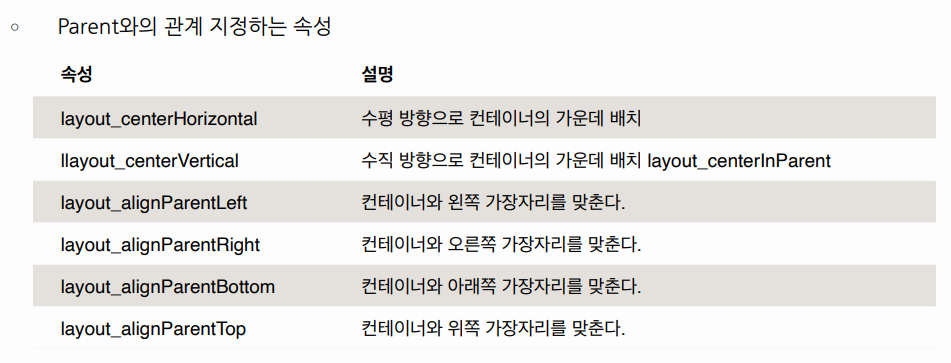 Parent와의 관계 지정하는 속성
속성 설명
layout_centerHorizontal 수평 방향으로 컨테이너의 가운데 배치
llayout_centerVertical 수직 방향으로 컨테이너의 가운데 배치 layout_centerInParent
layout_alignParentLeft 컨테이너와 왼쪽 가장자리를 맞춘다.
layout_alignParentRight 컨테이너와 오른쪽 가장자리를 맞춘다.
layout_alignParentBottom 컨테이너와 아래쪽 가장자리를 맞춘다.
layout_alignParentTop 컨테이너와 위쪽 가장자리를 맞춘다.